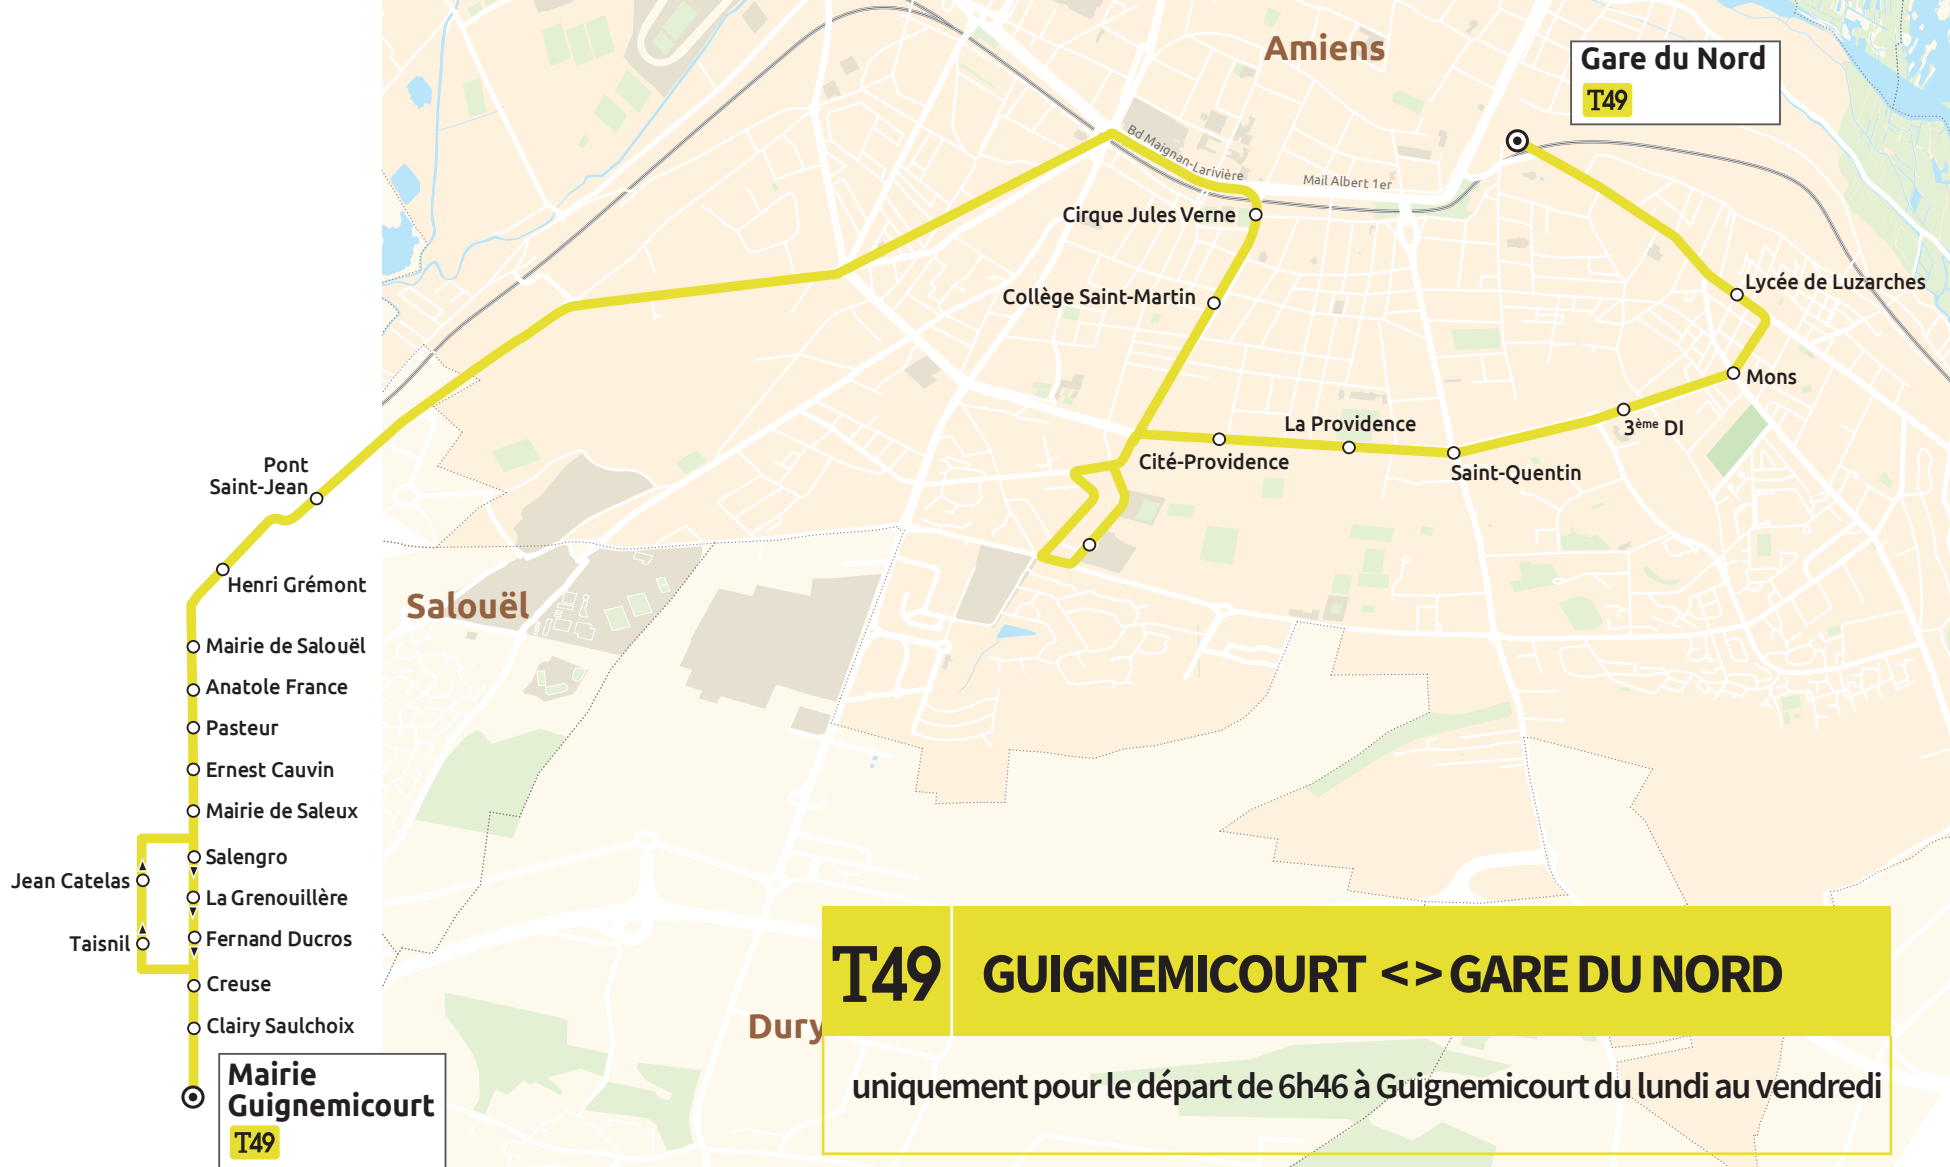 Amiens
Gare du Nord
T49
Bd Maignan-Larivière
Mail Albert 1er
Cirque Jules Verne
Collège Saint-Martin
Lycée de Luzarches
Mons
3ème DI
La Providence
Cité-Providence
Saint-Quentin
Pont
Saint-Jean
Henri Grémont
Salouël
Mairie de Salouël
Anatole France
Pasteur
Ernest Cauvin
Mairie de Saleux
Salengro
Jean Catelas
La Grenouillère
Fernand Ducros
Taisnil
Creuse
Clairy Saulchoix
Dury
Mairie
Guignemicourt
T49
T49 GUIGNEMICOURT <> GARE DU NORD
uniquement pour le départ de 6h46 à Guignemicourt du lundi au vendredi